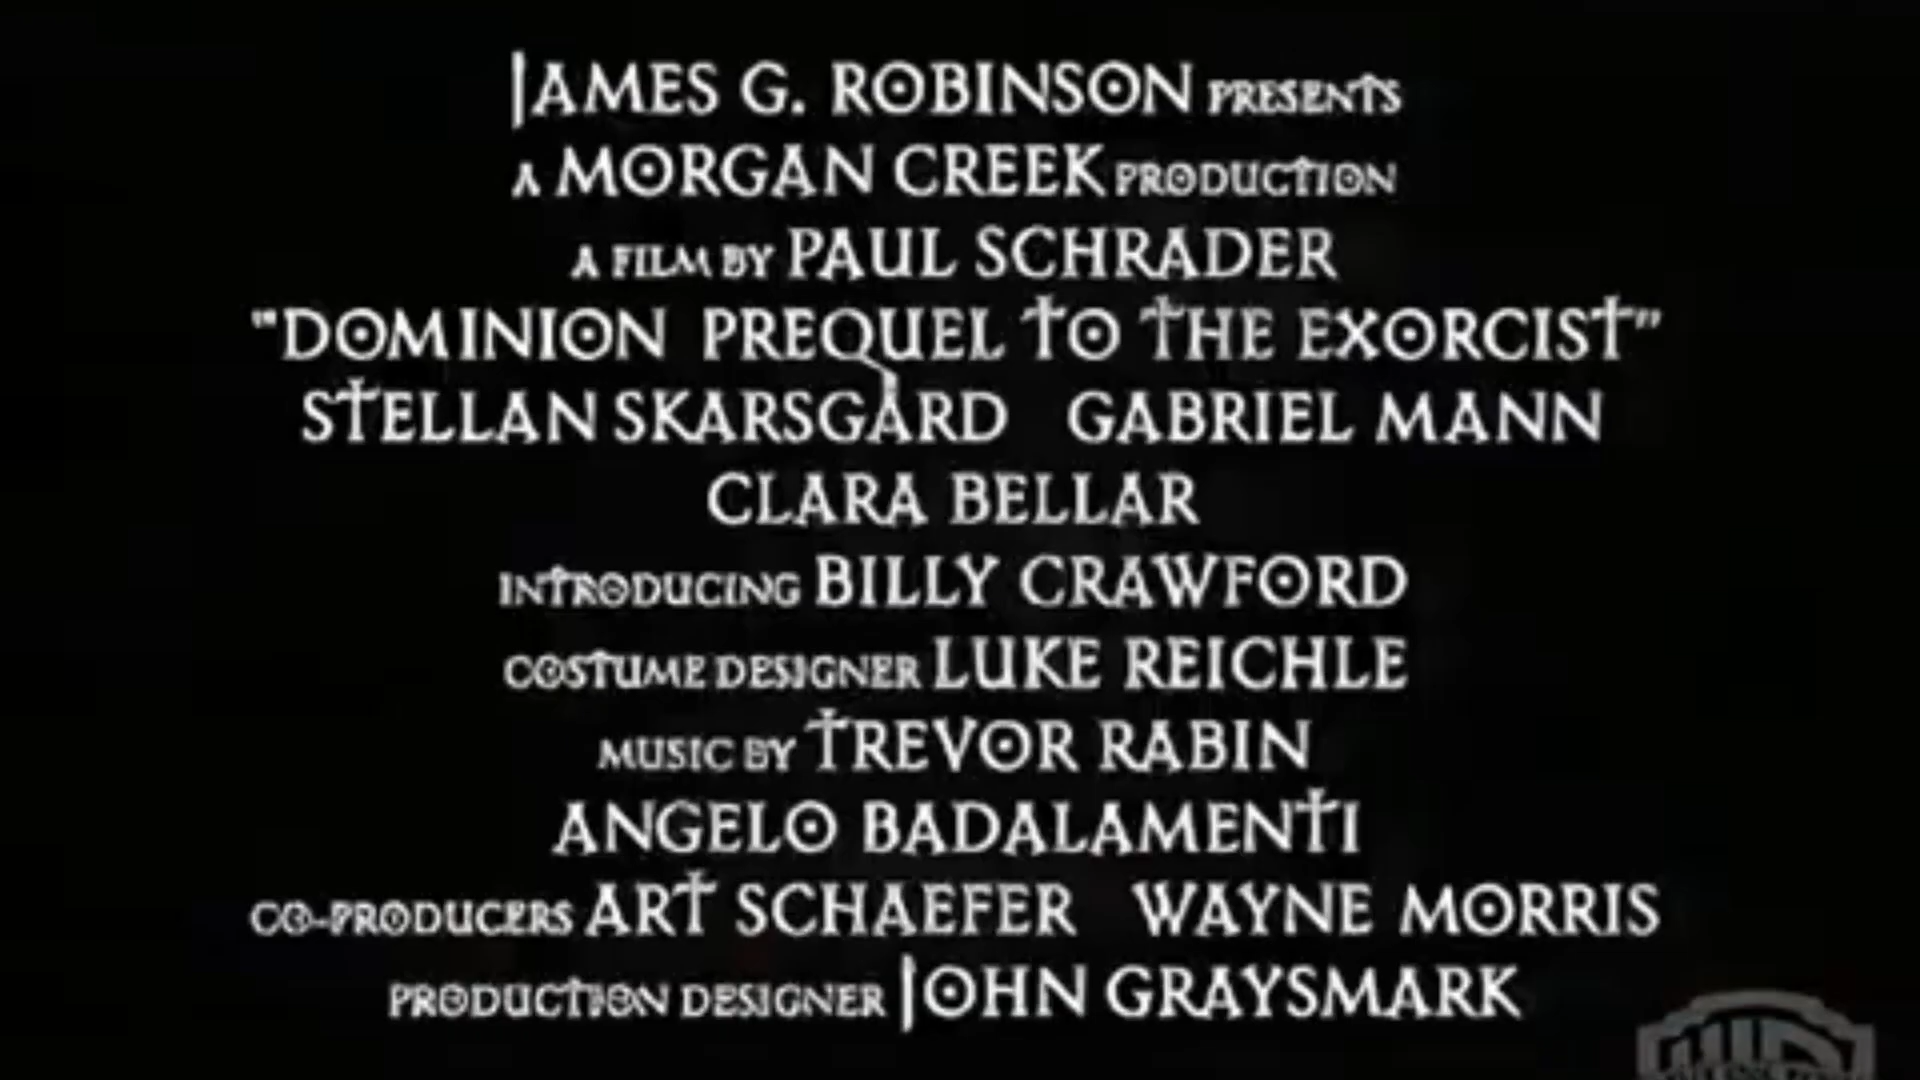 JAMES G. ROBINSON PRESENTS
A MORGAN CREEK PRODUCTION
A FILM BY PAUL SCHRADER
"DOMINION PREQUEL TO THE EXORCIST"
STELLAN SKARSGÅRD GABRIEL MANN
CLARA BELLAR
INTRODUCING BILLY CRAWFORD
COSTUME DESIGNER LUKE REICHLE
MUSIC BY TREVOR RABIN
ANGELO BADALAMENTI
CO-PRODUCERS ART SCHAEFER WAYNE MORRIS
PRODUCTION DESIGNER JOHN GRAYSMARK